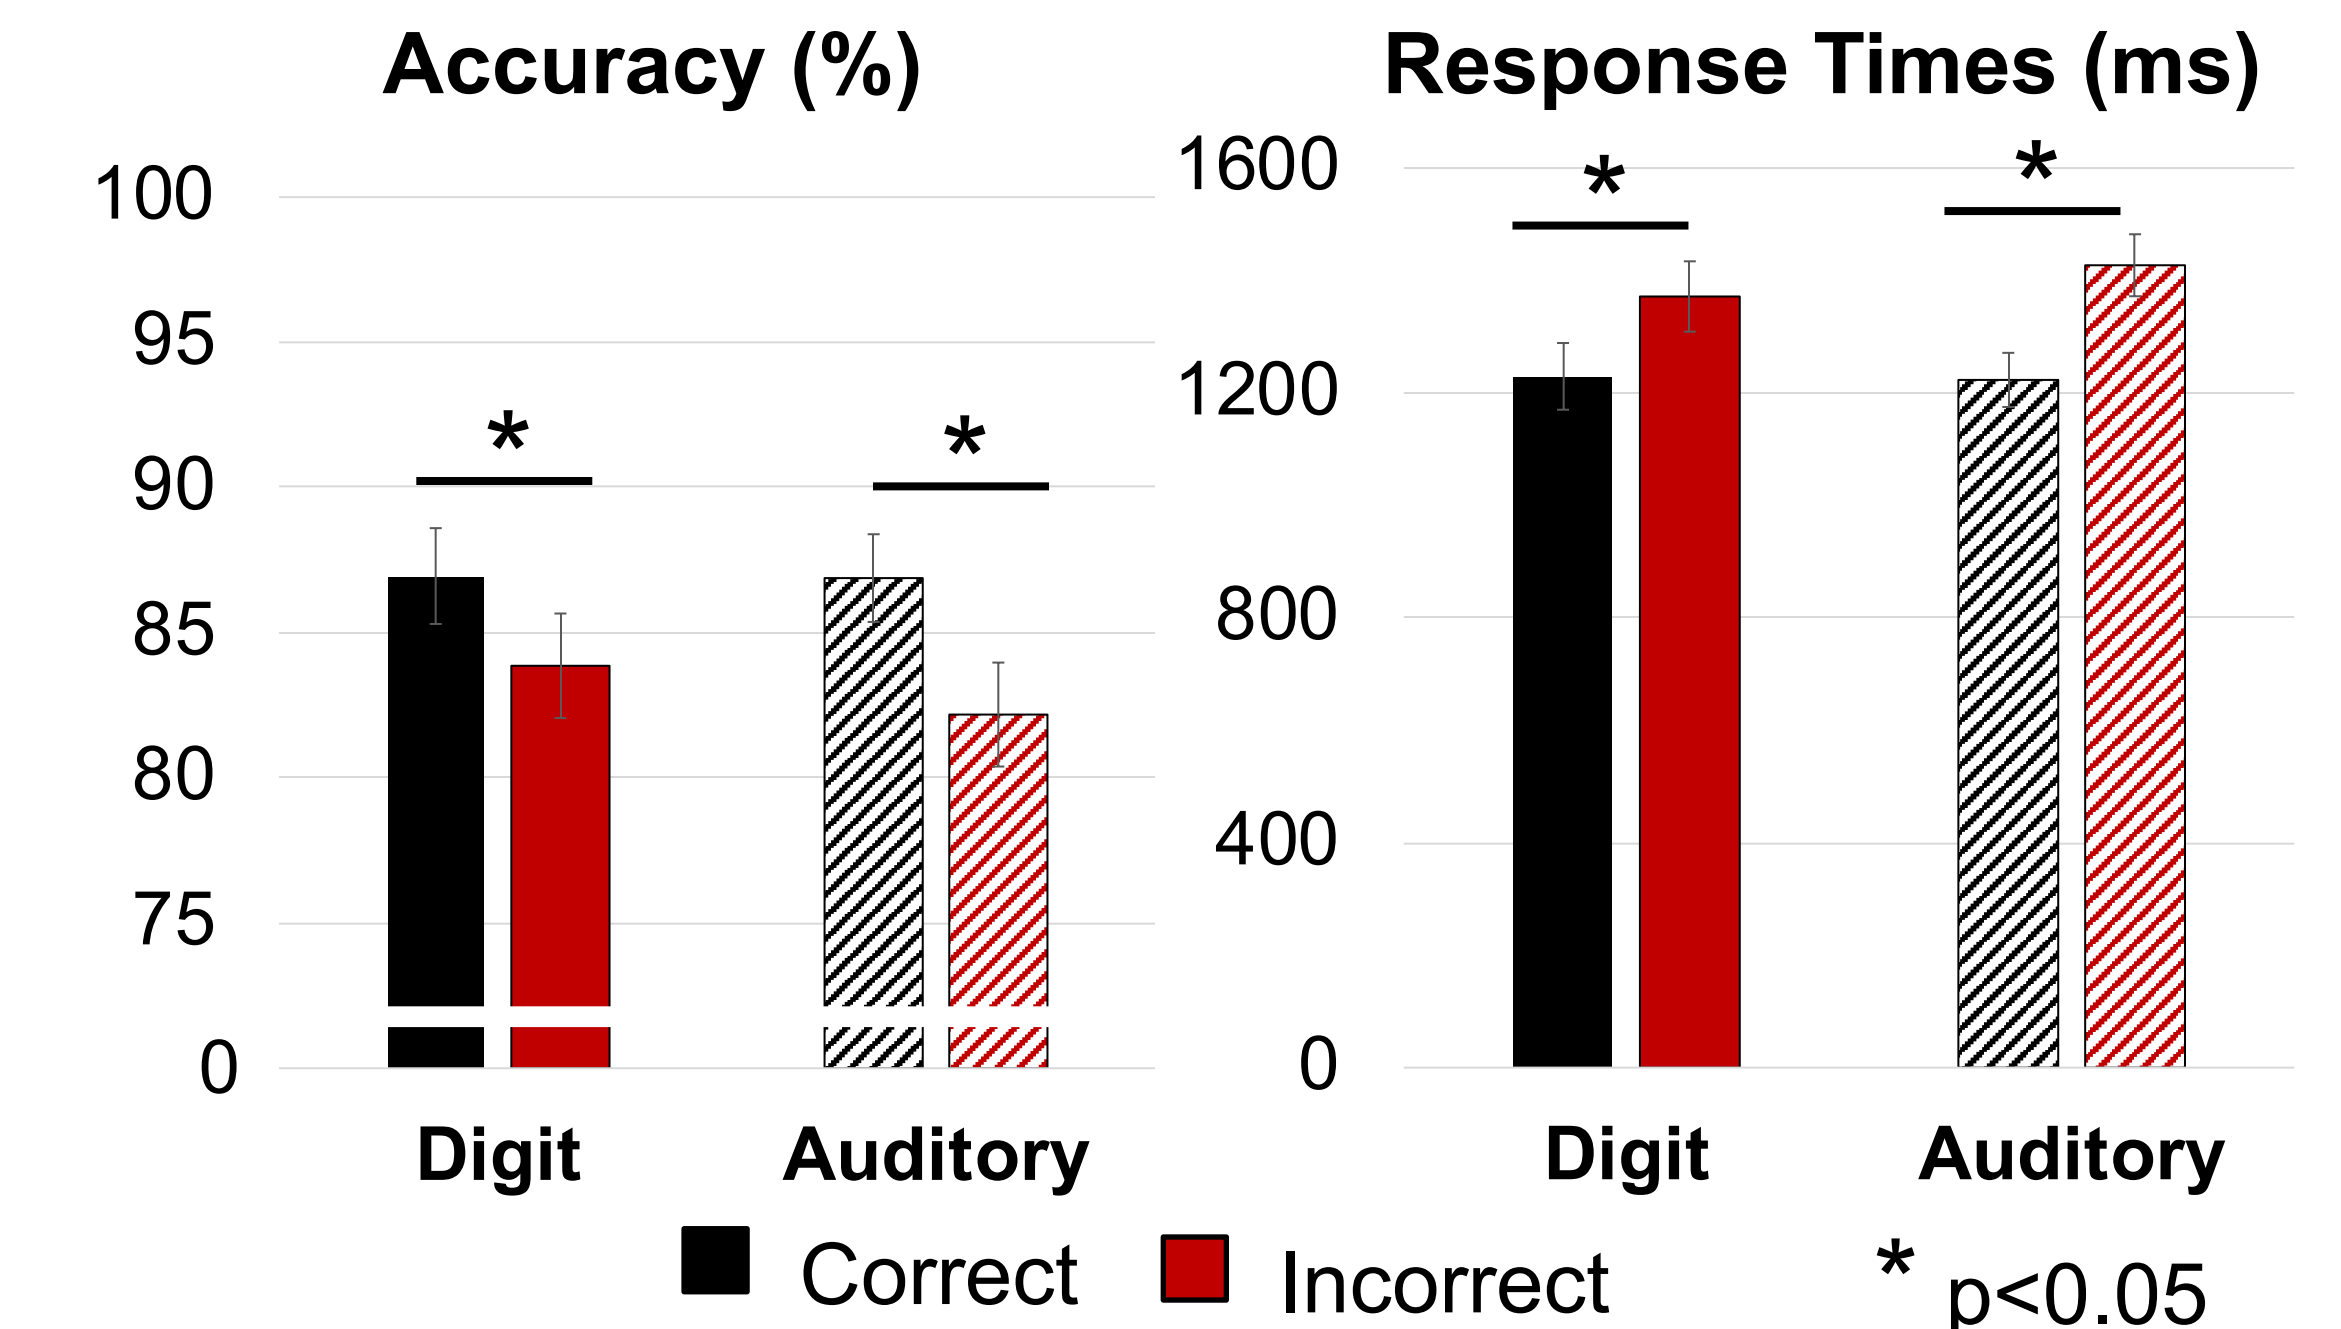 Accuracy (%)
100
95
90
85
80
75
0
*
*
Digit
Auditory
Response Times (ms)
1600
1200
800
400
0
*
*
Digit
Auditory
Correct
Incorrect
* p<0.05